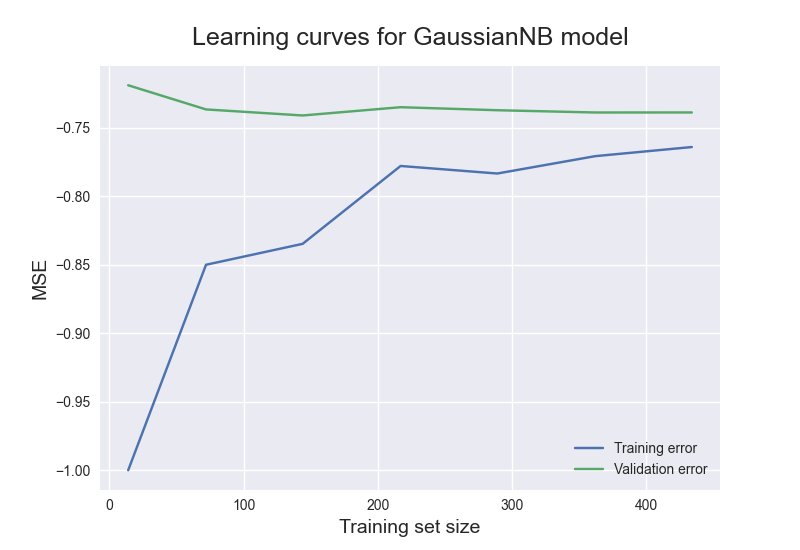 Learning curves for GaussianNB model
−0.75
−0.80
−0.85
−0.90
−0.95
−1.00
MSE
0 100 200 300 400
Training set size
Training error
Validation error